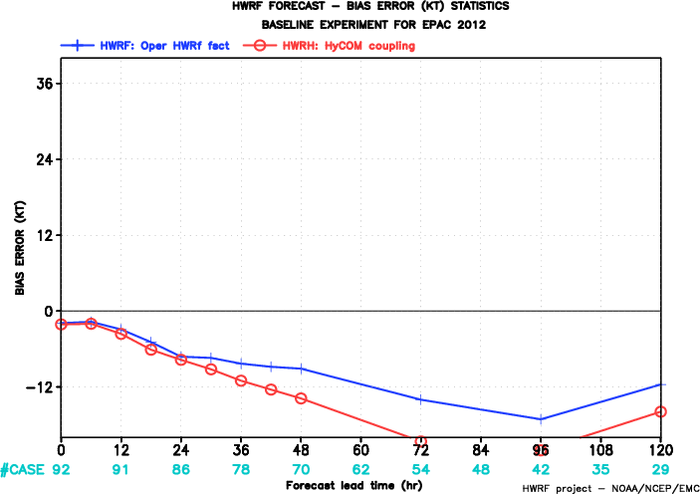 HWRF FORECAST – BIAS ERROR (KT) STATISTICS
BASELINE EXPERIMENT FOR EPAC 2012
HWRF: Oper HWRf fact HWRH: HyCOM coupling
36
24
12
0
−12
BIAS ERROR (KT)
0 12 24 36 48 60 72 84 96 108 120
#CASE 92 91 86 78 70 62 54 48 42 35 29
Forecast lead time (hr)
HWRF project – NOAA/NCEP/EMC